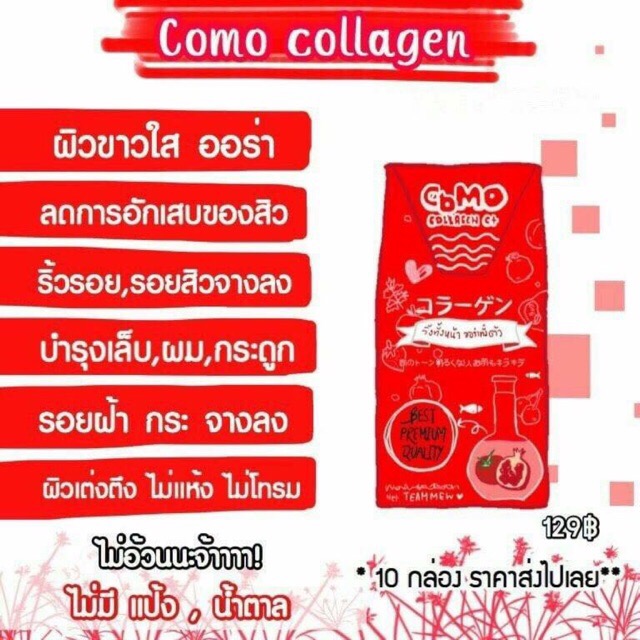 Como collagen
ผิวขาวใส ออร่า
ลดการอักเสบของสิว
ริ้วรอย,รอยสิวจางลง
บำรุงเล็บ,ผม,กระดูก
รอยฝ้า กระ จางลง
ผิวเต่งตึง ไม่แห้ง ไม่โทรม
ไม่อ้วนนะจ้าาาา!
ไม่มี แป้ง , น้ำตาล
COMO
COLLAGEN C+
コラーゲン
BEST
PREMIUM
QUALITY
TEAMMEW
129฿
* 10 กล่อง ราคาส่งไปเลย**